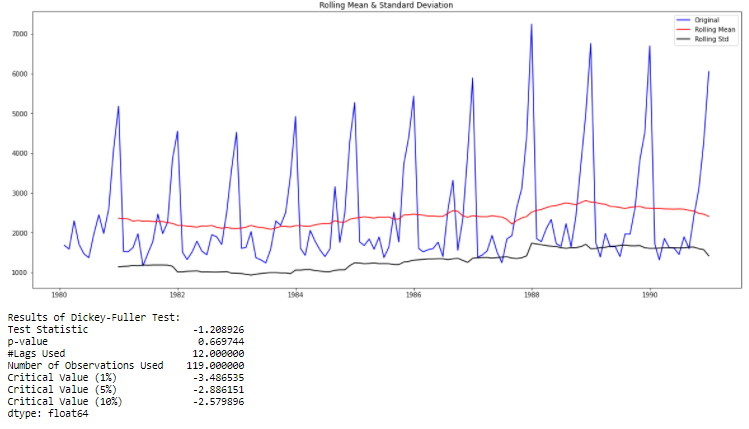 Rolling Mean & Standard Deviation
Original
Rolling Mean
Rolling Std
7000
6000
5000
4000
3000
2000
1000
1980 1982 1984 1986 1988 1990
Results of Dickey-Fuller Test:
Test Statistic -1.208926
p-value 0.669744
#Lags Used 12.000000
Number of Observations Used 119.000000
Critical Value (1%) -3.486535
Critical Value (5%) -2.886151
Critical Value (10%) -2.579896
dtype: float64